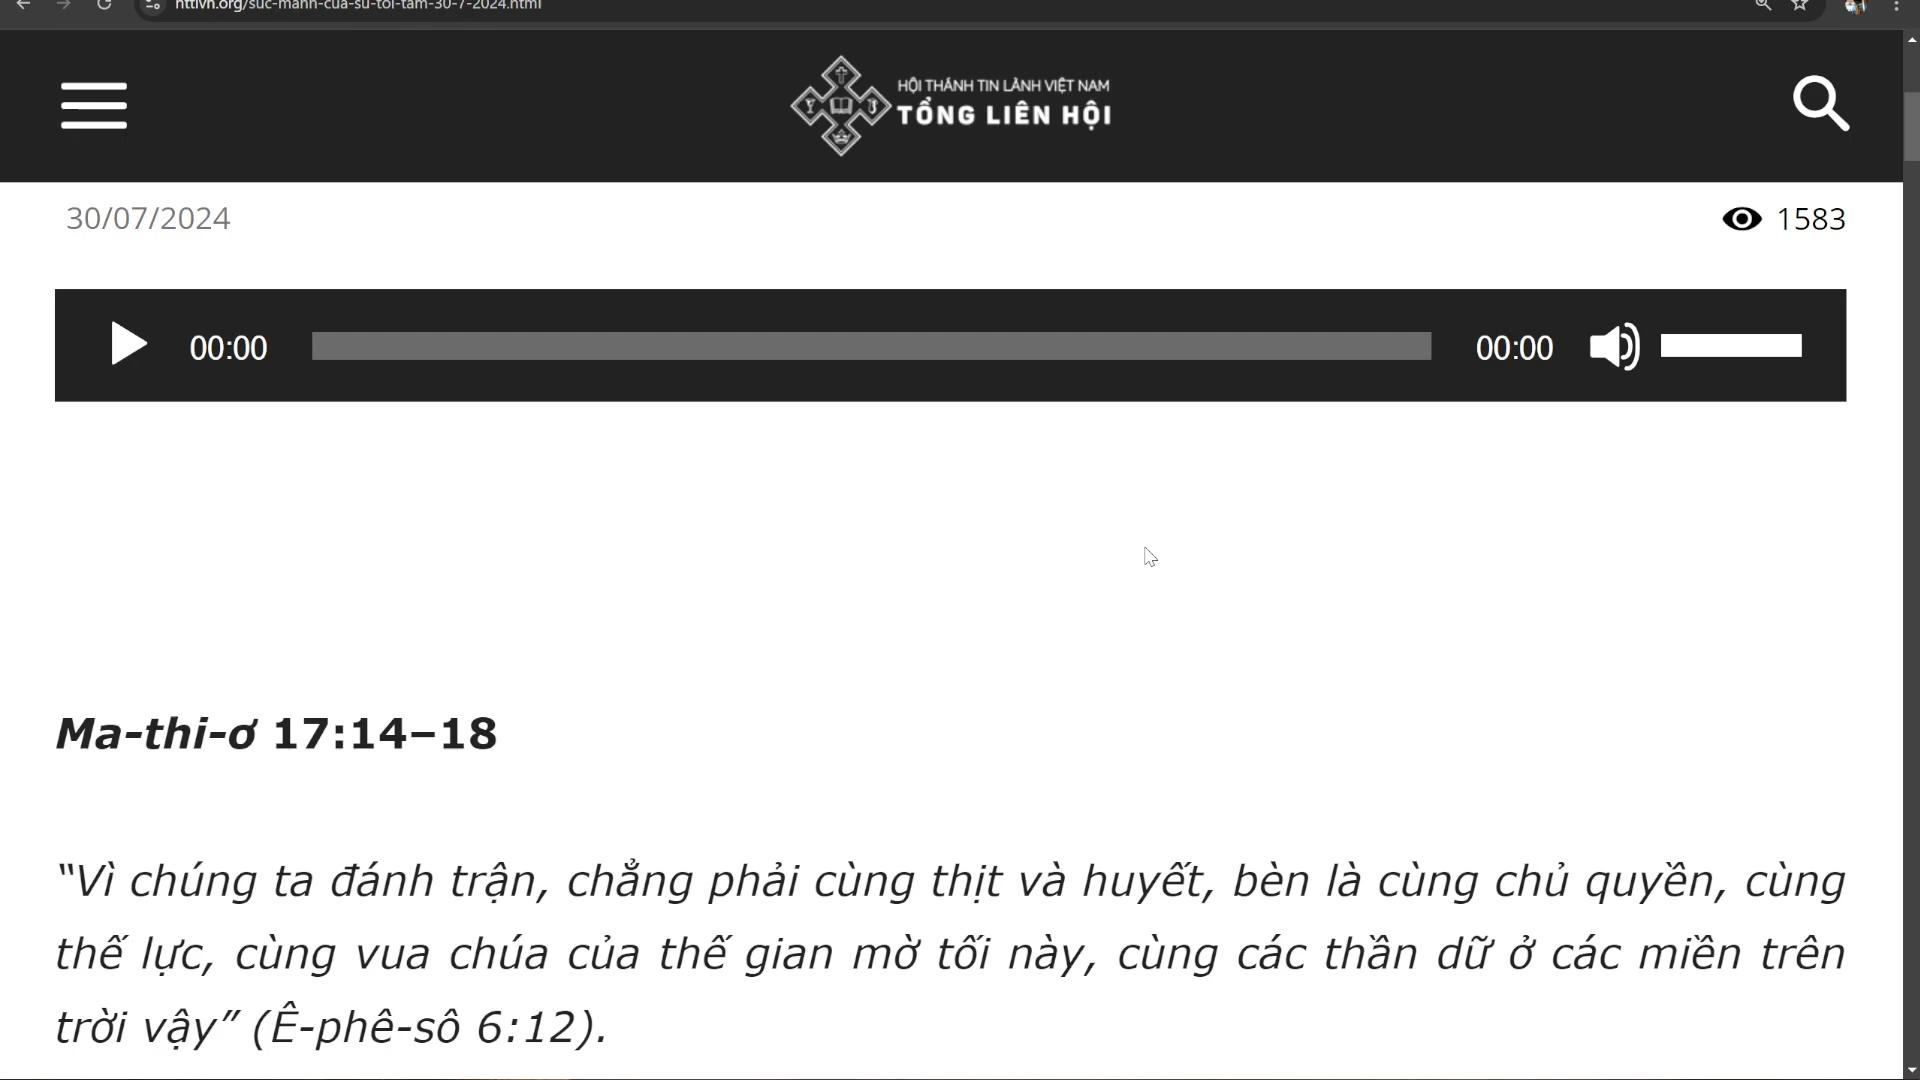 httlvn.org/suc-manh-cua-su-toi-tam-30-7-2024.html
HỘI THÁNH TIN LÀNH VIỆT NAM
TỔNG LIÊN HỘI
30/07/2024
1583
00:00
00:00
Ma-thi-ơ 17:14–18
“Vì chúng ta đánh trận, chẳng phải cùng thịt và huyết, bèn là cùng chủ quyền, cùng
thế lực, cùng vua chúa của thế gian mờ tối này, cùng các thần dữ ở các miền trên
trời vậy” (Ê-phê-sô 6:12).